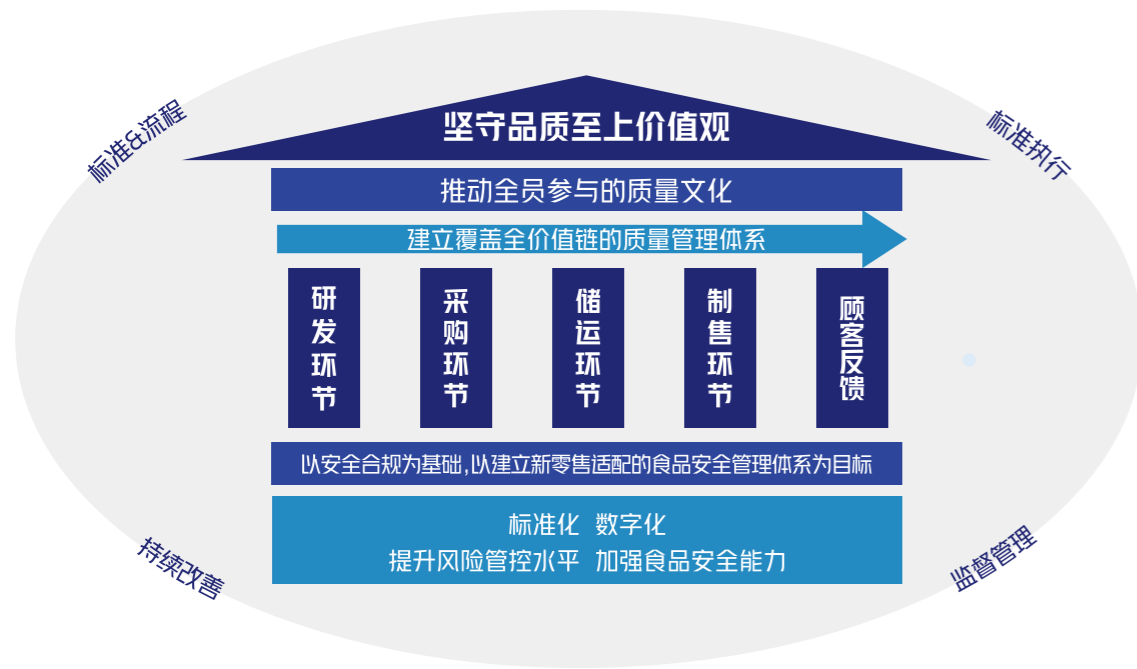 标准&流程
标准执行
坚守品质至上价值观
推动全员参与的质量文化
建立覆盖全价值链的质量管理体系
研发环节
采购环节
储运环节
制售环节
顾客反馈
以安全合规为基础,以建立新零售适配的食品安全管理体系为目标
标准化 数字化
提升风险管控水平 加强食品安全能力
持续改善
监督管理